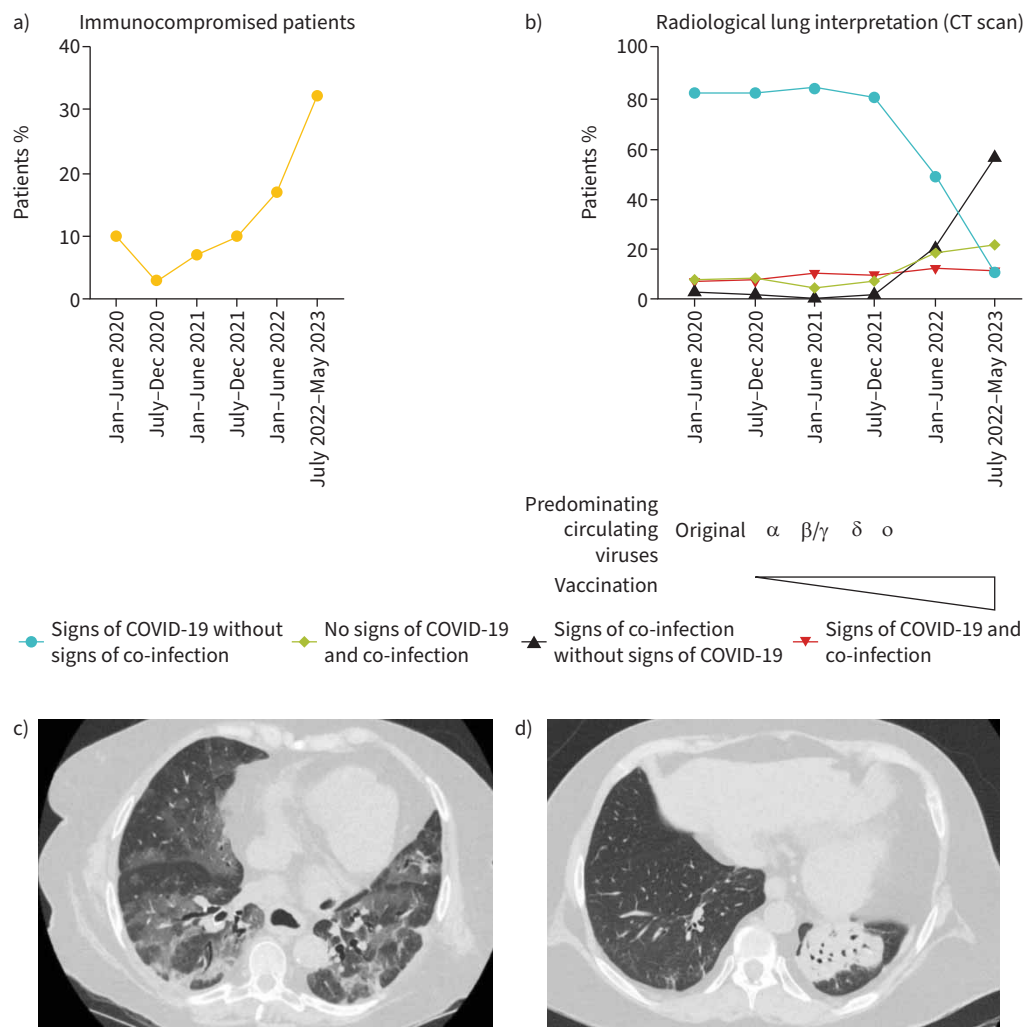 a) Immunocompromised patients
40
30
20
10
0
Patients %
Jan–June 2020
July–Dec 2020
Jan–June 2021
July–Dec 2021
Jan–June 2022
July 2022–May 2023
b) Radiological lung interpretation (CT scan)
100
80
60
40
20
0
Patients %
Jan–June 2020
July–Dec 2020
Jan–June 2021
July–Dec 2021
Jan–June 2022
July 2022–May 2023
Predominating
circulating
viruses
Original α β/γ δ ο
Vaccination
Signs of COVID-19 without
signs of co-infection
No signs of COVID-19
and co-infection
Signs of co-infection
without signs of COVID-19
Signs of COVID-19 and
co-infection
c)
d)